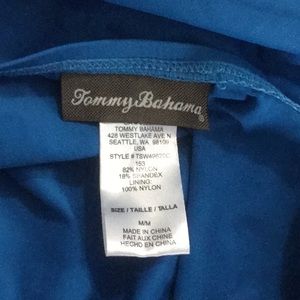 Tommy Bahama
TOMMY BAHAMA
428 WESTLAKE AVE N
SEATTLE, WA 98109
USA
153
82% NYLON
18% SPANDEX
LINING:
100% NYLON
SIZE / TAILLE / TALLA
M/M
MADE IN CHINA
FAIT AUX CHINE
HECHO EN CHINA